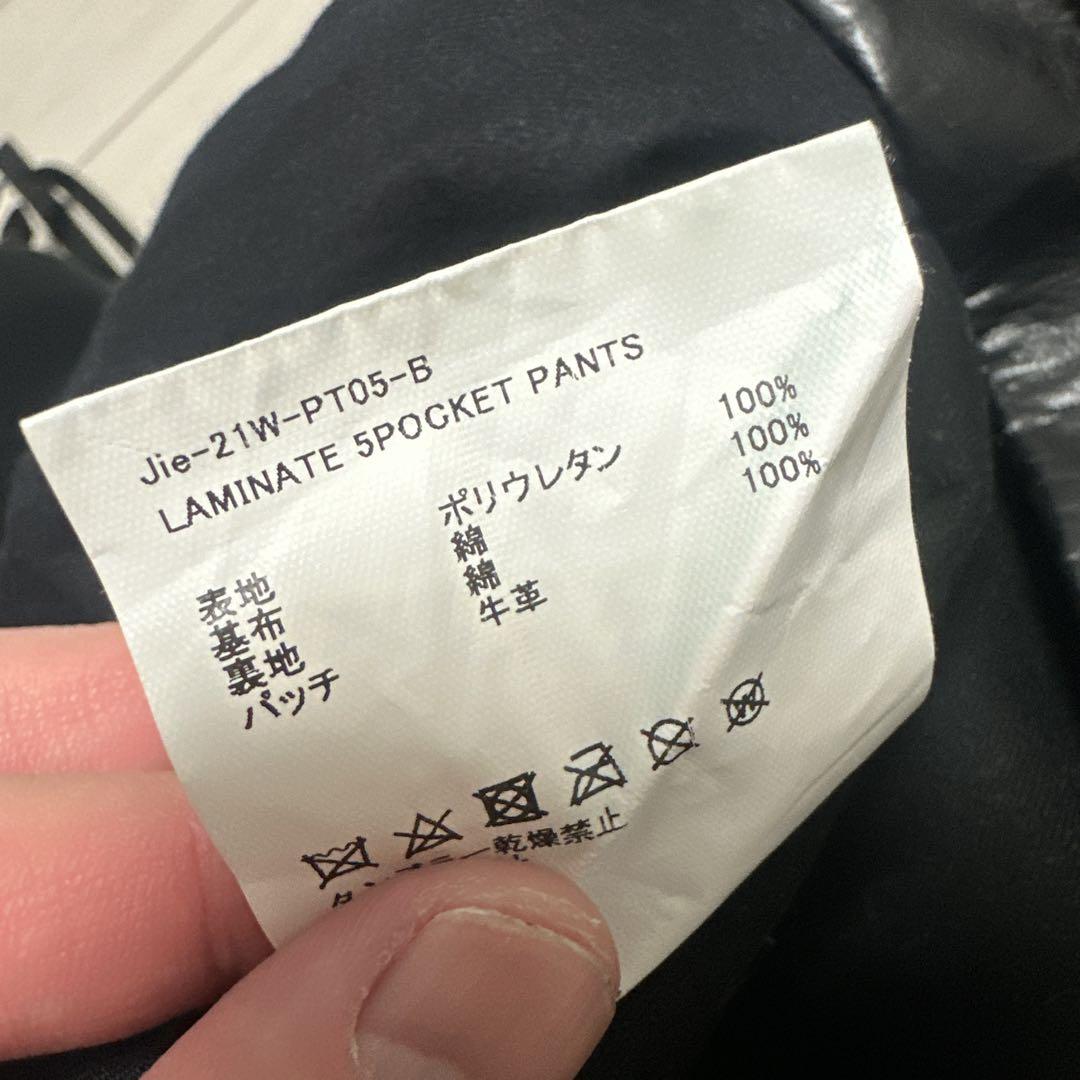 Jie-21W-PT05-B
LAMINATE 5POCKET PANTS
表地 ポリウレタン 100%
基布 綿 100%
裏地 綿 100%
パッチ 牛革
乾燥禁止